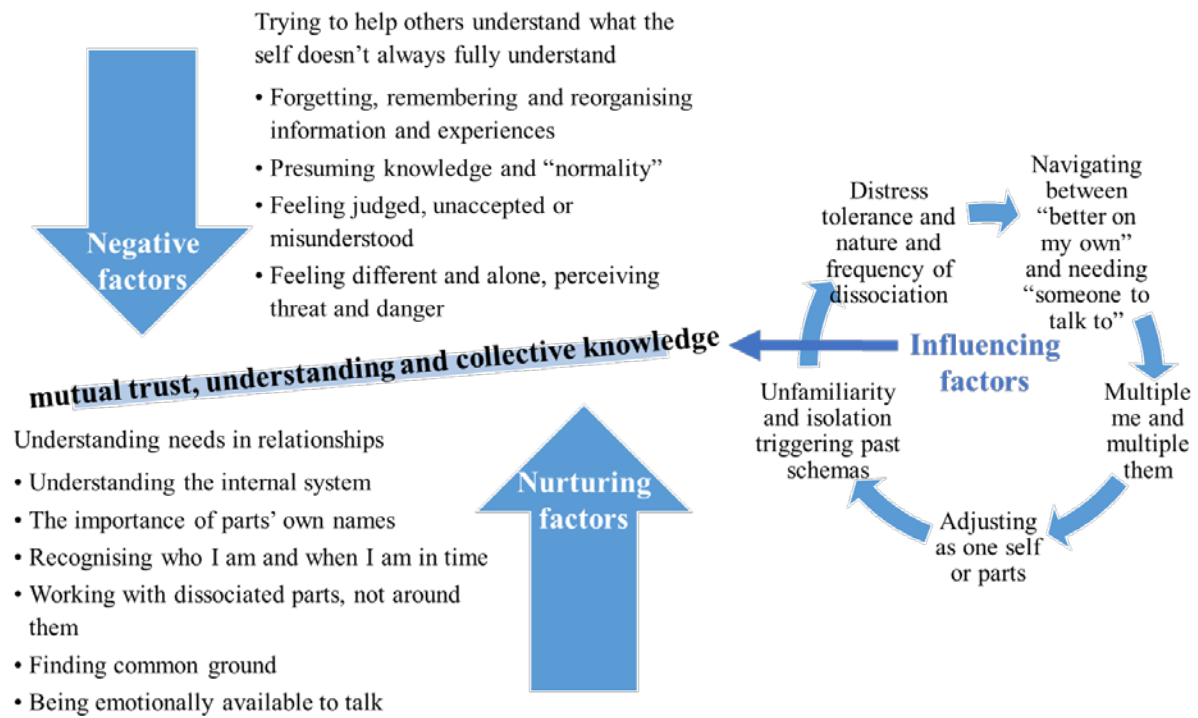 Trying to help others understand what the
self doesn’t always fully understand
• Forgetting, remembering and reorganising
information and experiences
• Presuming knowledge and “normality”
• Feeling judged, unaccepted or
misunderstood
• Feeling different and alone, perceiving
threat and danger
Negative
factors
mutual trust, understanding and collective knowledge
Understanding needs in relationships
• Understanding the internal system
• The importance of parts’ own names
• Recognising who I am and when I am in time
• Working with dissociated parts, not around
them
• Finding common ground
• Being emotionally available to talk
Nurturing
factors
Influencing
factors
Distress
tolerance and
nature and
frequency of
dissociation
Navigating
between
“better on
my own”
and needing
“someone to
talk to”
Multiple
me and
multiple
them
Adjusting
as one self
or parts
Unfamiliarity
and isolation
triggering past
schemas